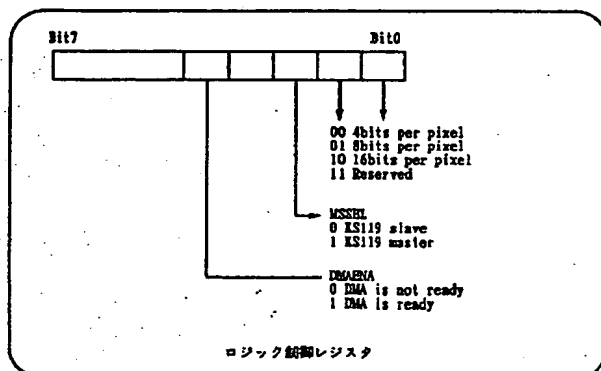 Bit7 Bit0
00 4bits per pixel
01 8bits per pixel
10 16bits per pixel
11 Reserved
MSSEL
0 KS119 slave
1 KS119 master
DMAENA
0 DMA is not ready
1 DMA is ready
ロジック制御レジスタ